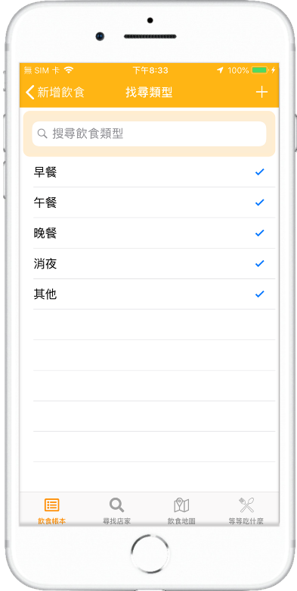 無 SIM 卡 下午8:33 100%
新增飲食 找尋類型
搜尋飲食類型
早餐
午餐
晚餐
消夜
其他
飲食帳本 尋找店家 飲食地圖 等等吃什麼